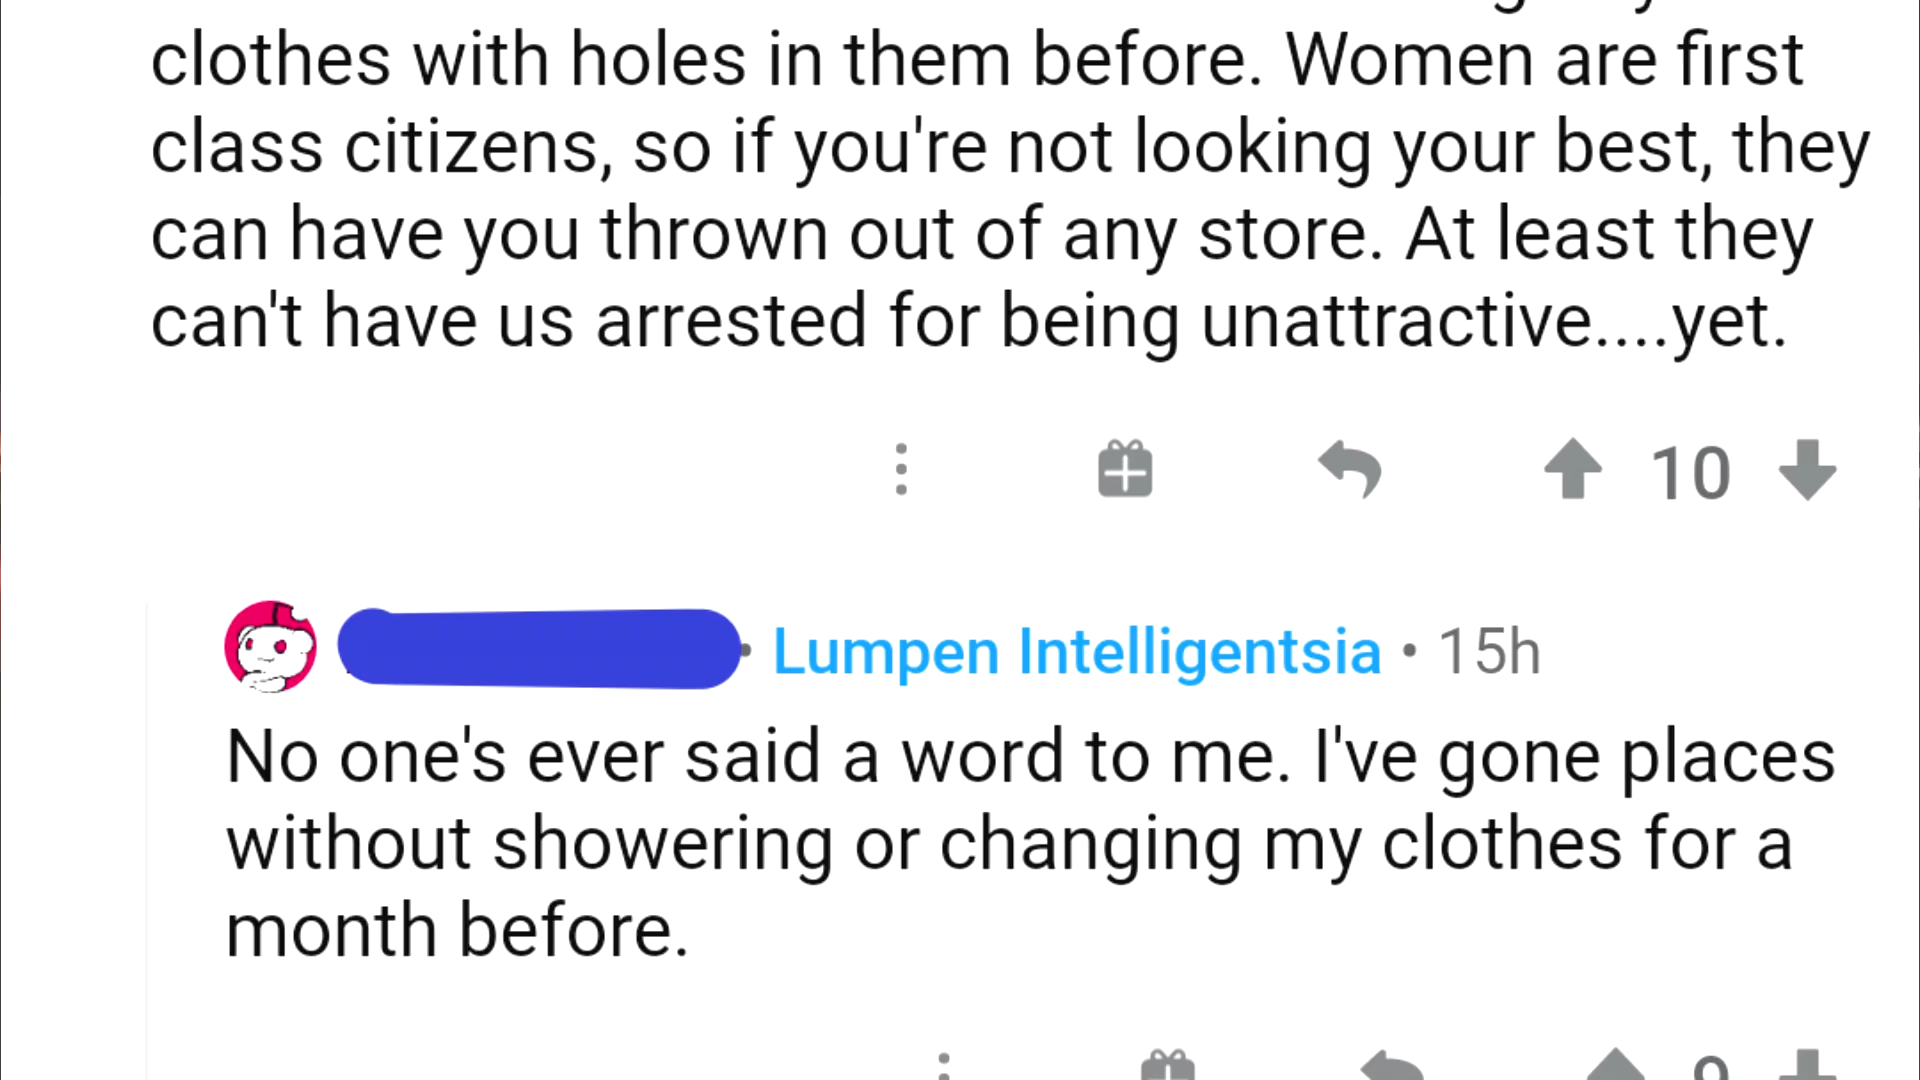 clothes with holes in them before. Women are first
class citizens, so if you're not looking your best, they
can have you thrown out of any store. At least they
can't have us arrested for being unattractive....yet.
10
• Lumpen Intelligentsia • 15h
No one's ever said a word to me. I've gone places
without showering or changing my clothes for a
month before.